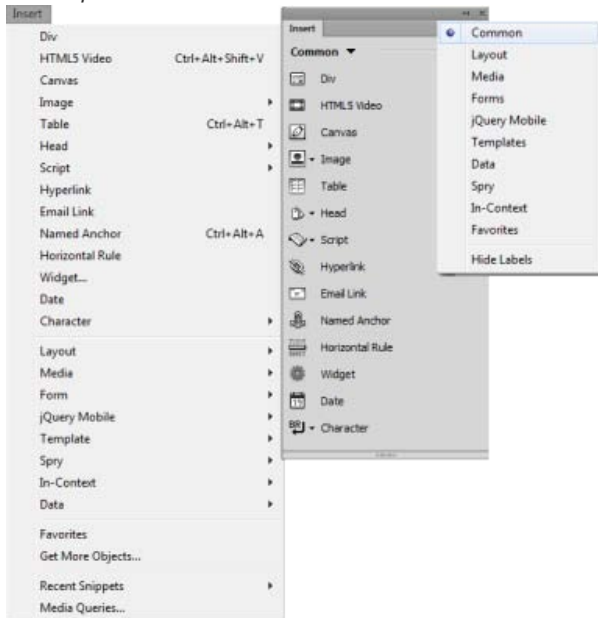 Insert
Div
HTML5 Video Ctrl+Alt+Shift+V
Canvas
Image
Table Ctrl+Alt+T
Head
Script
Hyperlink
Email Link
Named Anchor Ctrl+Alt+A
Horizontal Rule
Widget...
Date
Character
Layout
Media
Form
jQuery Mobile
Template
Spry
In-Context
Data
Favorites
Get More Objects...
Recent Snippets
Media Queries...
Insert
Common
Div
HTML5 Video
Canvas
Image
Table
Head
Script
Hyperlink
Email Link
Named Anchor
Horizontal Rule
Widget
Date
Character
Common
Layout
Media
Forms
jQuery Mobile
Templates
Data
Spry
In-Context
Favorites
Hide Labels